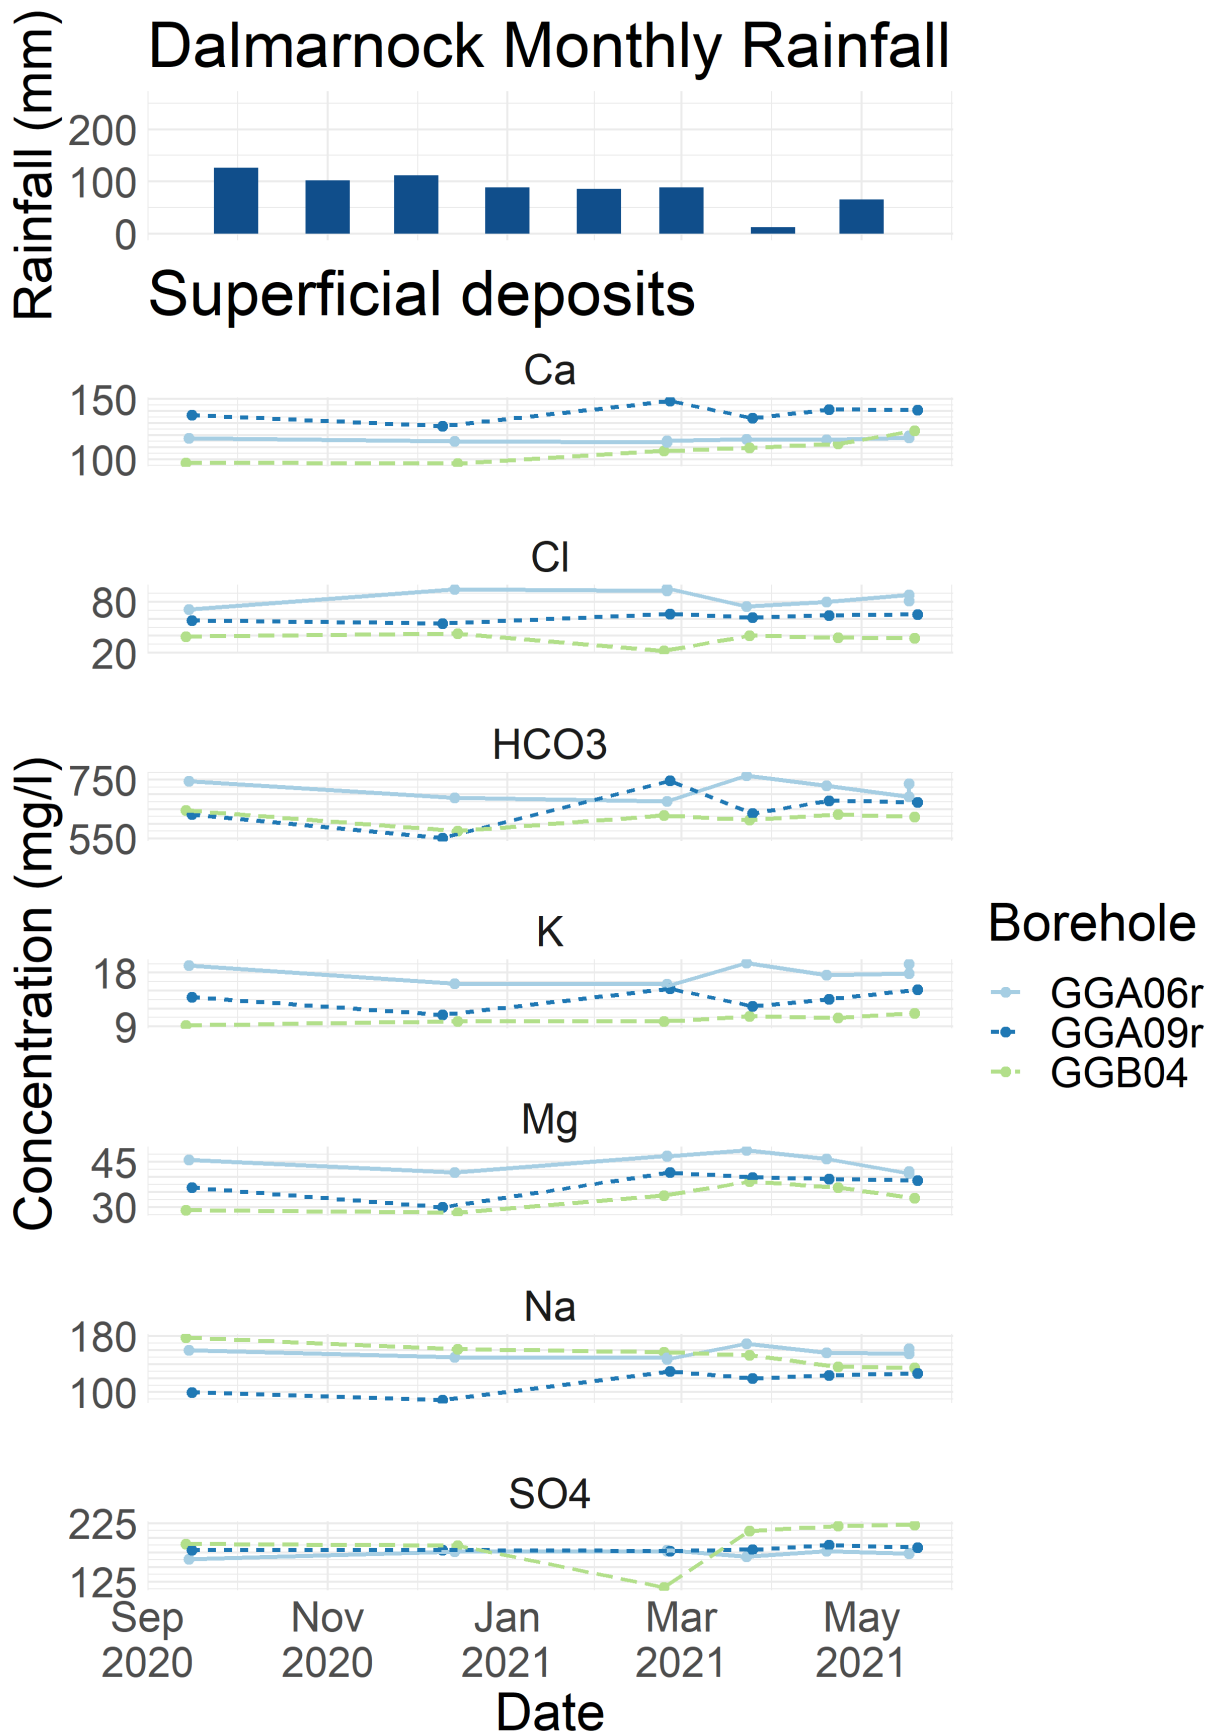 Dalmarnock Monthly Rainfall
Rainfall (mm)
200
100
0
Superficial deposits
Concentration (mg/l)
Ca
150
100
Cl
80
20
HCO3
750
550
K
18
9
Mg
45
30
Na
180
100
SO4
225
125
Sep Nov Jan Mar May
2020 2020 2021 2021 2021
Date
Borehole
GGA06r
GGA09r
GGB04